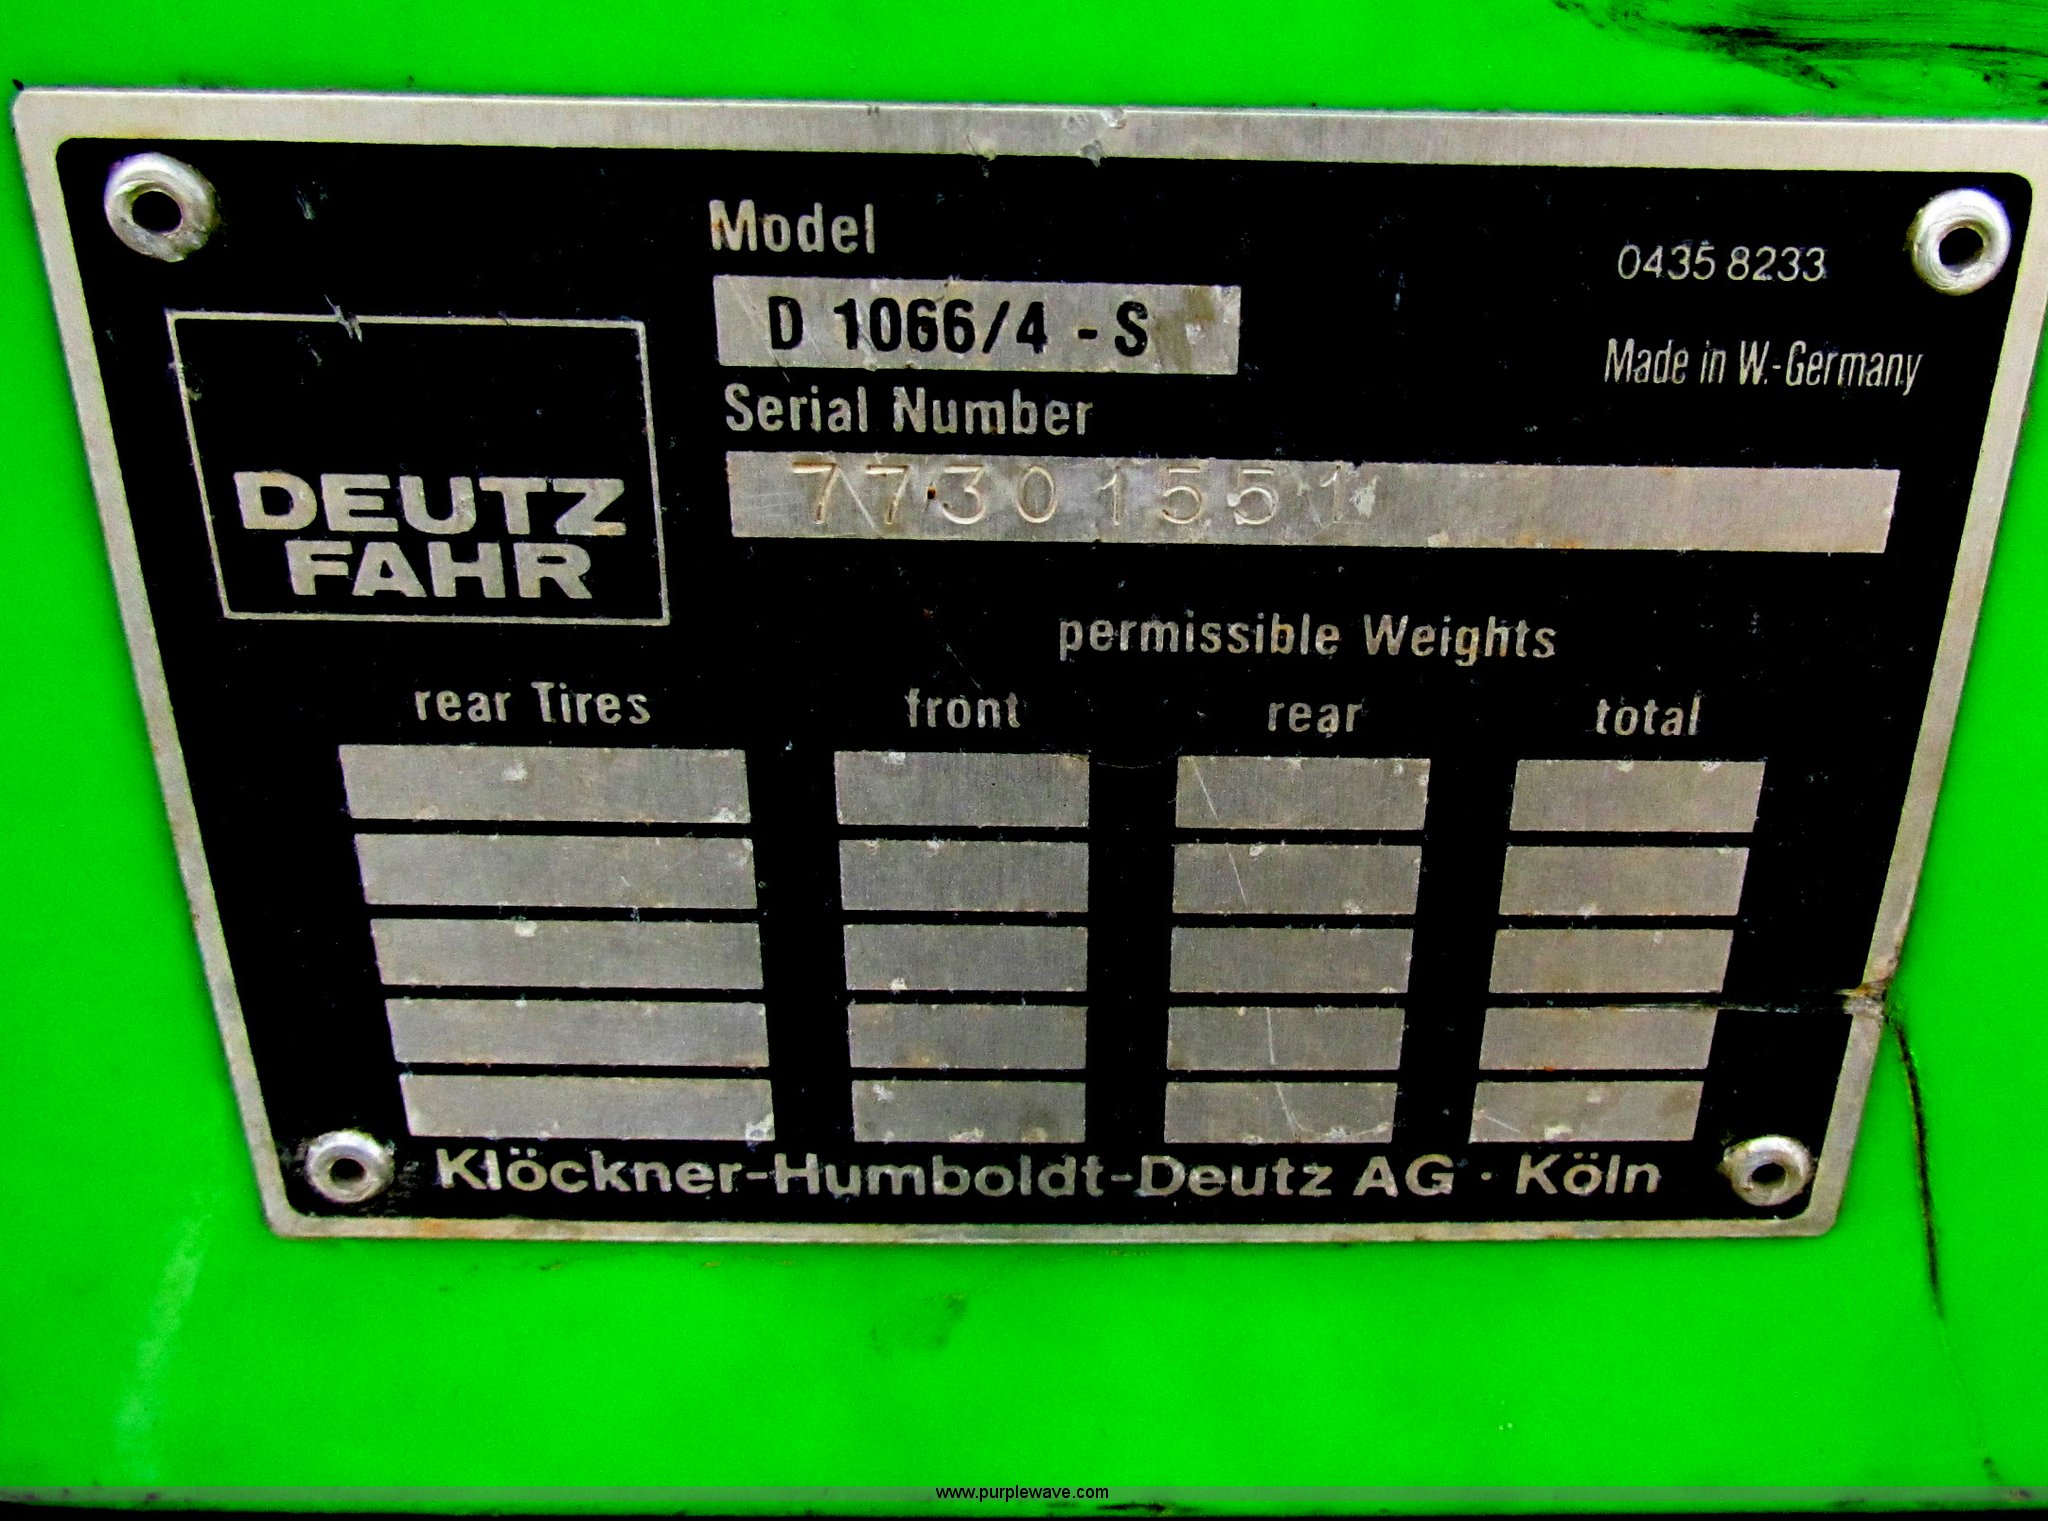 Model
0435 8233
D 1066/4 - S
Made in W.-Germany
Serial Number
77301551
DEUTZ
FAHR
permissible Weights
rear Tires front rear total
Klöckner-Humboldt-Deutz AG · Köln
www.purplewave.com